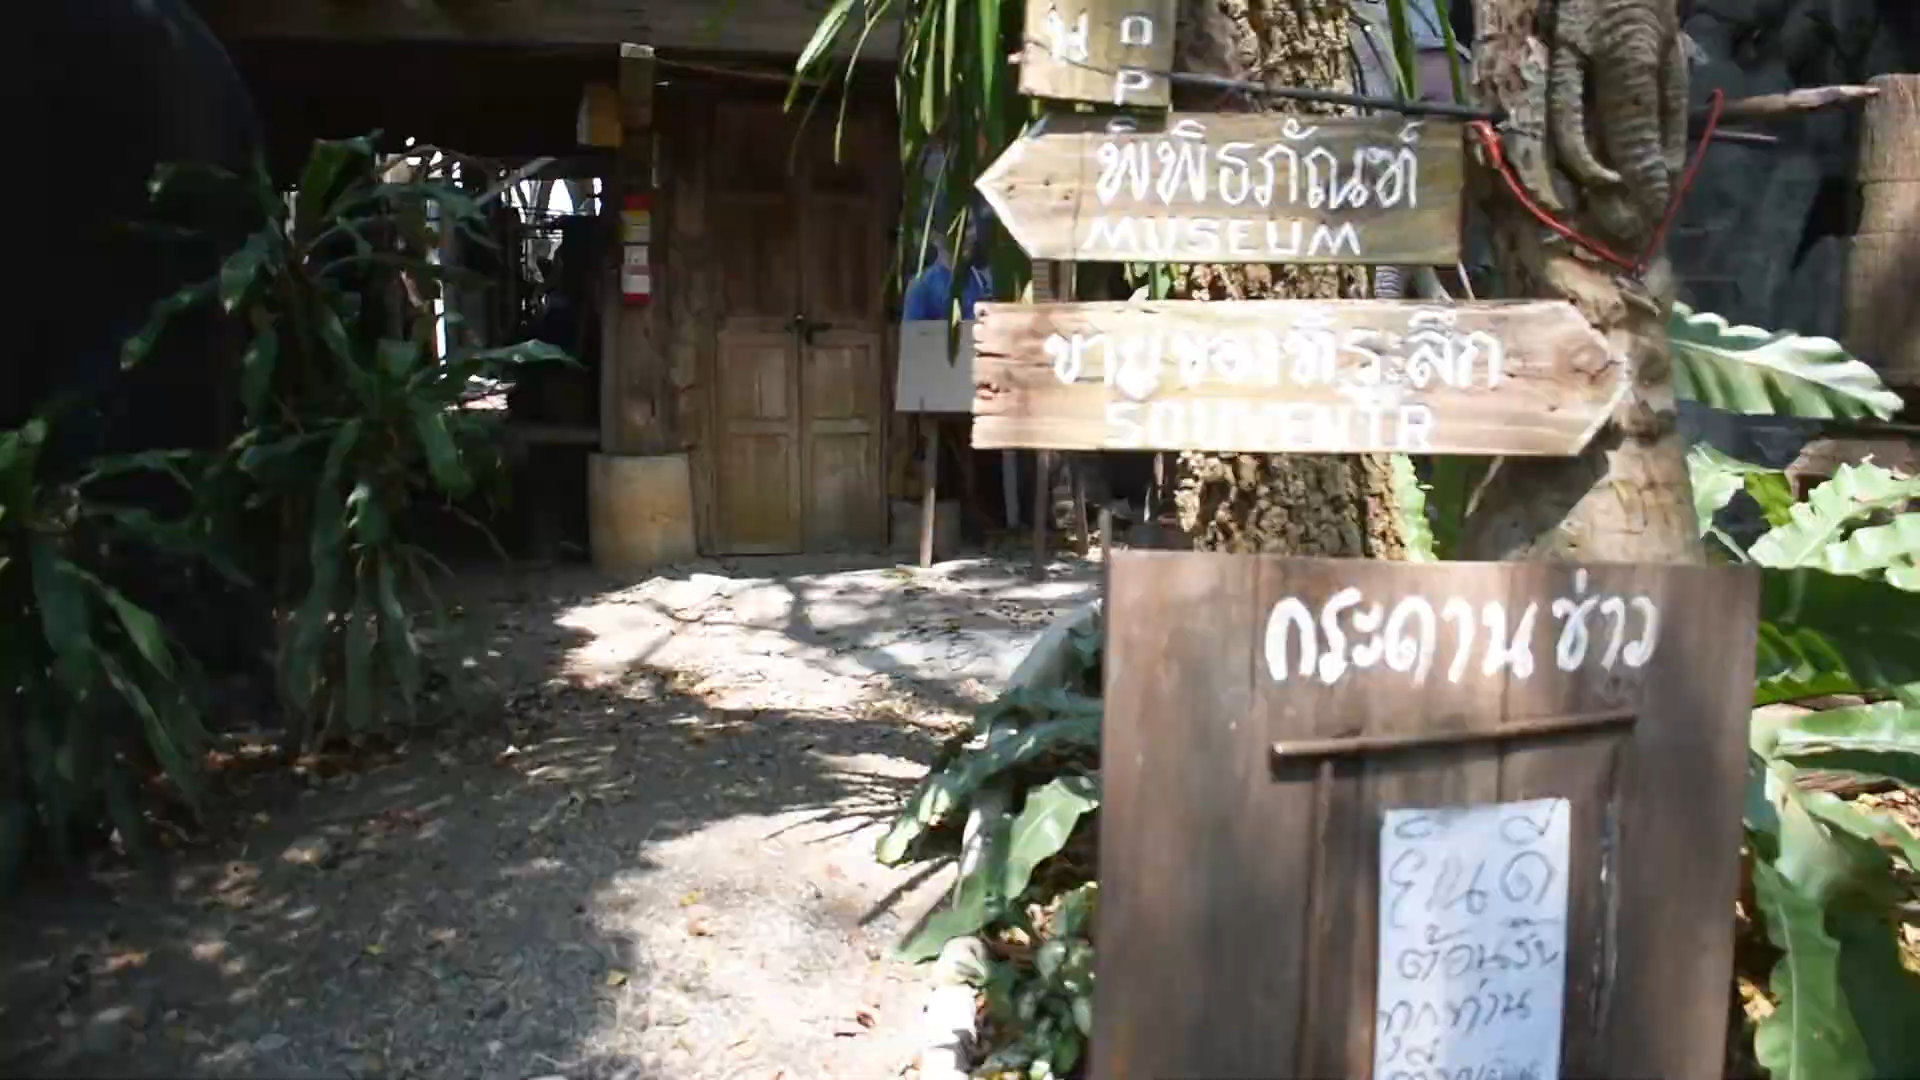 พิพิธภัณฑ์
MUSEUM
ขายของที่ระลึก
SOUVENIR
กระดานข่าว
ยินดี
ต้อนรับ
ทุกท่าน